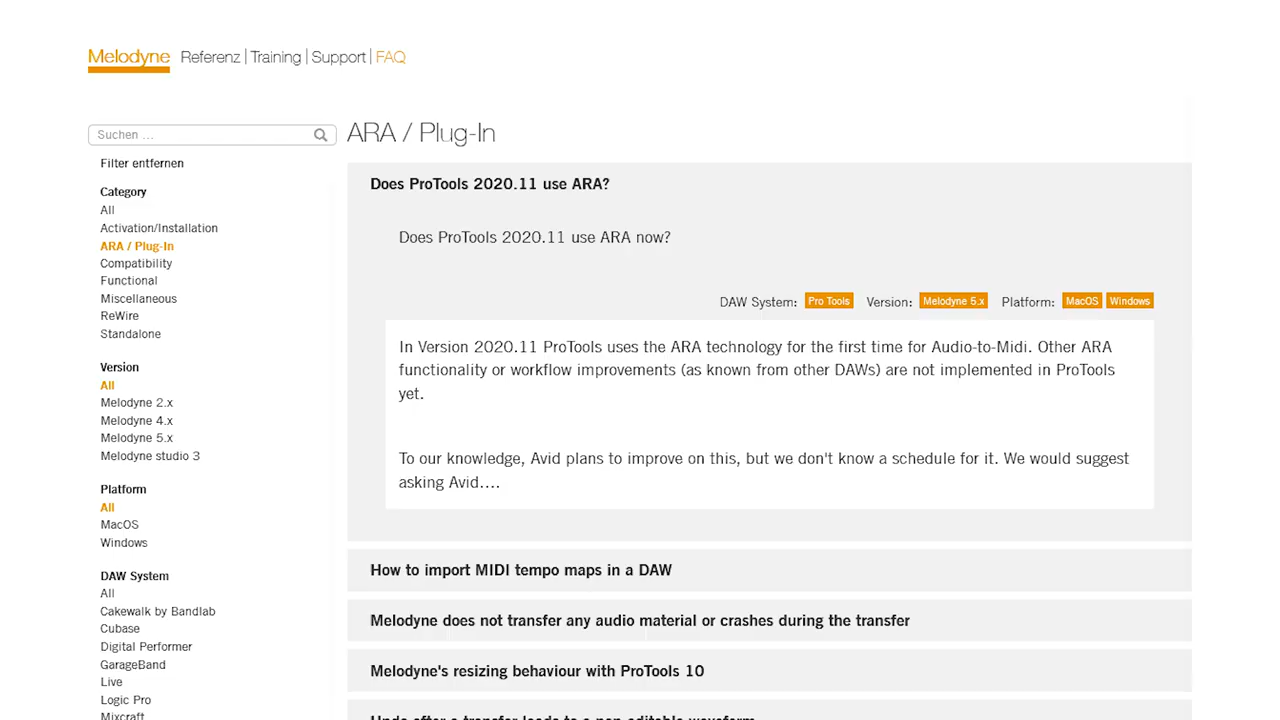 Melodyne Referenz | Training | Support | FAQ
Suchen ...
Filter entfernen
Category
All
Activation/Installation
ARA / Plug-In
Compatibility
Functional
Miscellaneous
ReWire
Standalone
Version
All
Melodyne 2.x
Melodyne 4.x
Melodyne 5.x
Melodyne studio 3
Platform
All
MacOS
Windows
DAW System
All
Cakewalk by Bandlab
Cubase
Digital Performer
GarageBand
Live
Logic Pro
Mixcraft
ARA / Plug-In
Does ProTools 2020.11 use ARA?
Does ProTools 2020.11 use ARA now?
DAW System: Pro Tools Version: Melodyne 5.x Platform: MacOS Windows
In Version 2020.11 ProTools uses the ARA technology for the first time for Audio-to-Midi. Other ARA
functionality or workflow improvements (as known from other DAWs) are not implemented in ProTools
yet.
To our knowledge, Avid plans to improve on this, but we don't know a schedule for it. We would suggest
asking Avid....
How to import MIDI tempo maps in a DAW
Melodyne does not transfer any audio material or crashes during the transfer
Melodyne's resizing behaviour with ProTools 10
Undo after a transfer leads to a non-editable waveform